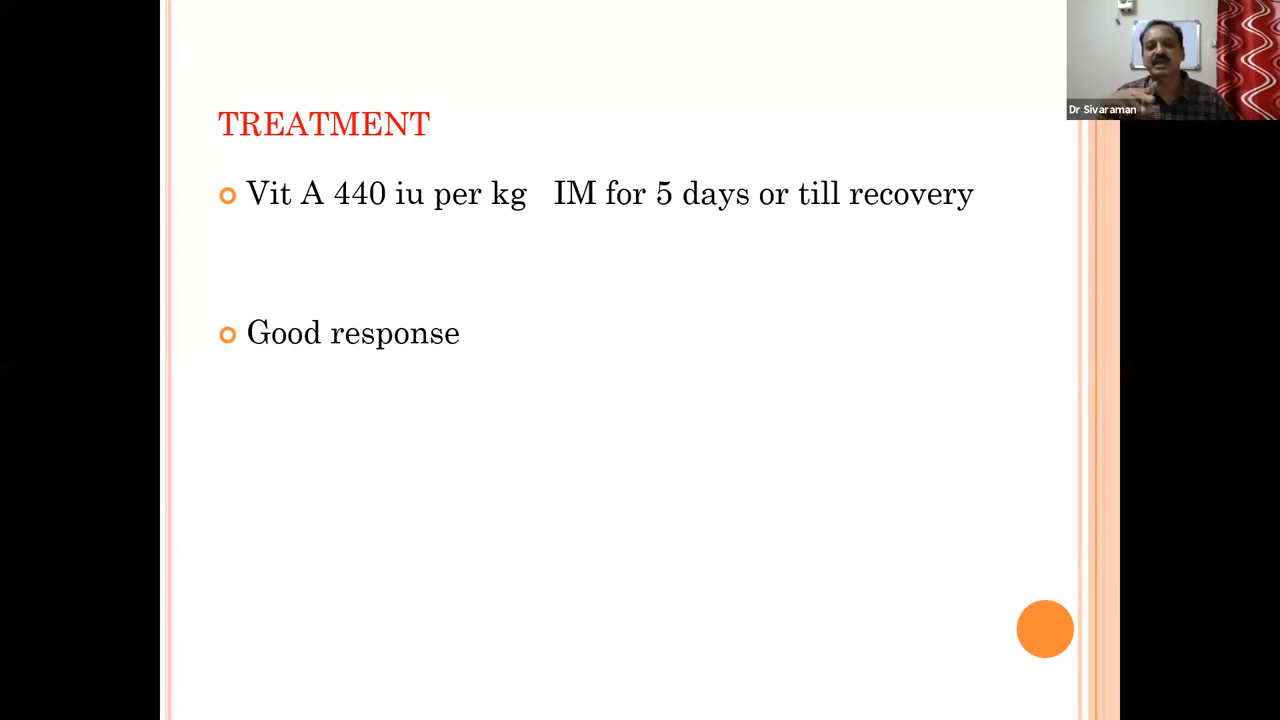 Dr Sivaraman
TREATMENT
Vit A 440 iu per kg IM for 5 days or till recovery
Good response